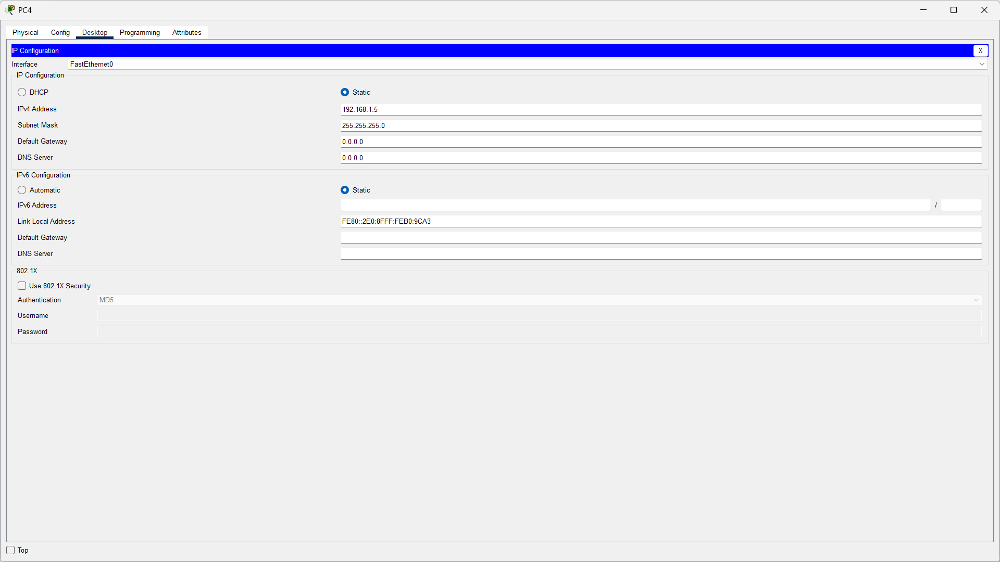 PC4
Physical Config Desktop Programming Attributes
IP Configuration X
Interface FastEthernet0
IP Configuration
DHCP Static
IPv4 Address 192.168.1.5
Subnet Mask 255.255.255.0
Default Gateway 0.0.0.0
DNS Server 0.0.0.0
IPv6 Configuration
Automatic Static
IPv6 Address /
Link Local Address FE80::2E0:8FFF:FEB0:9CA3
Default Gateway
DNS Server
802.1X
Use 802.1X Security
Authentication MD5
Username
Password
Top